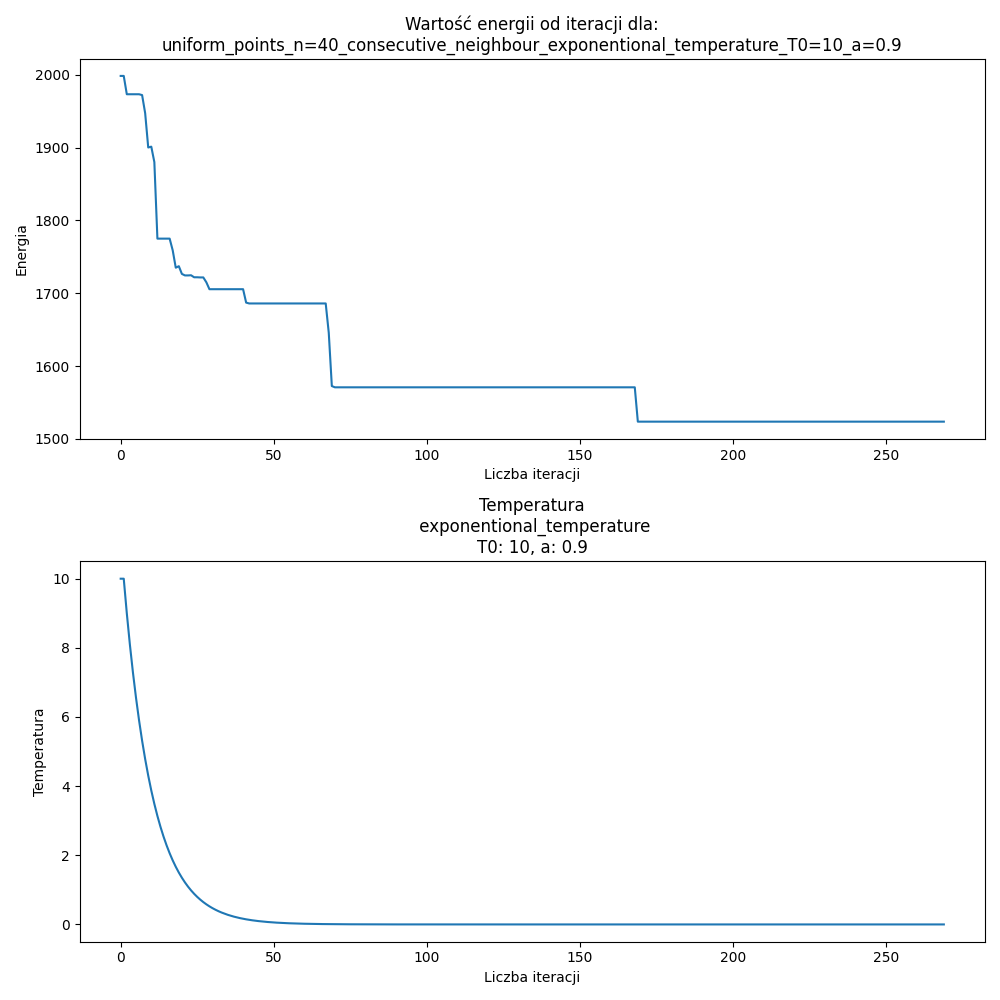 Wartość energii od iteracji dla:
uniform_points_n=40_consecutive_neighbour_exponentional_temperature_T0=10_a=0.9
2000
1900
1800
1700
1600
1500
Energia
0 50 100 150 200 250
Liczba iteracji
Temperatura
exponentional_temperature
T0: 10, a: 0.9
10
8
6
4
2
0
Temperatura
0 50 100 150 200 250
Liczba iteracji